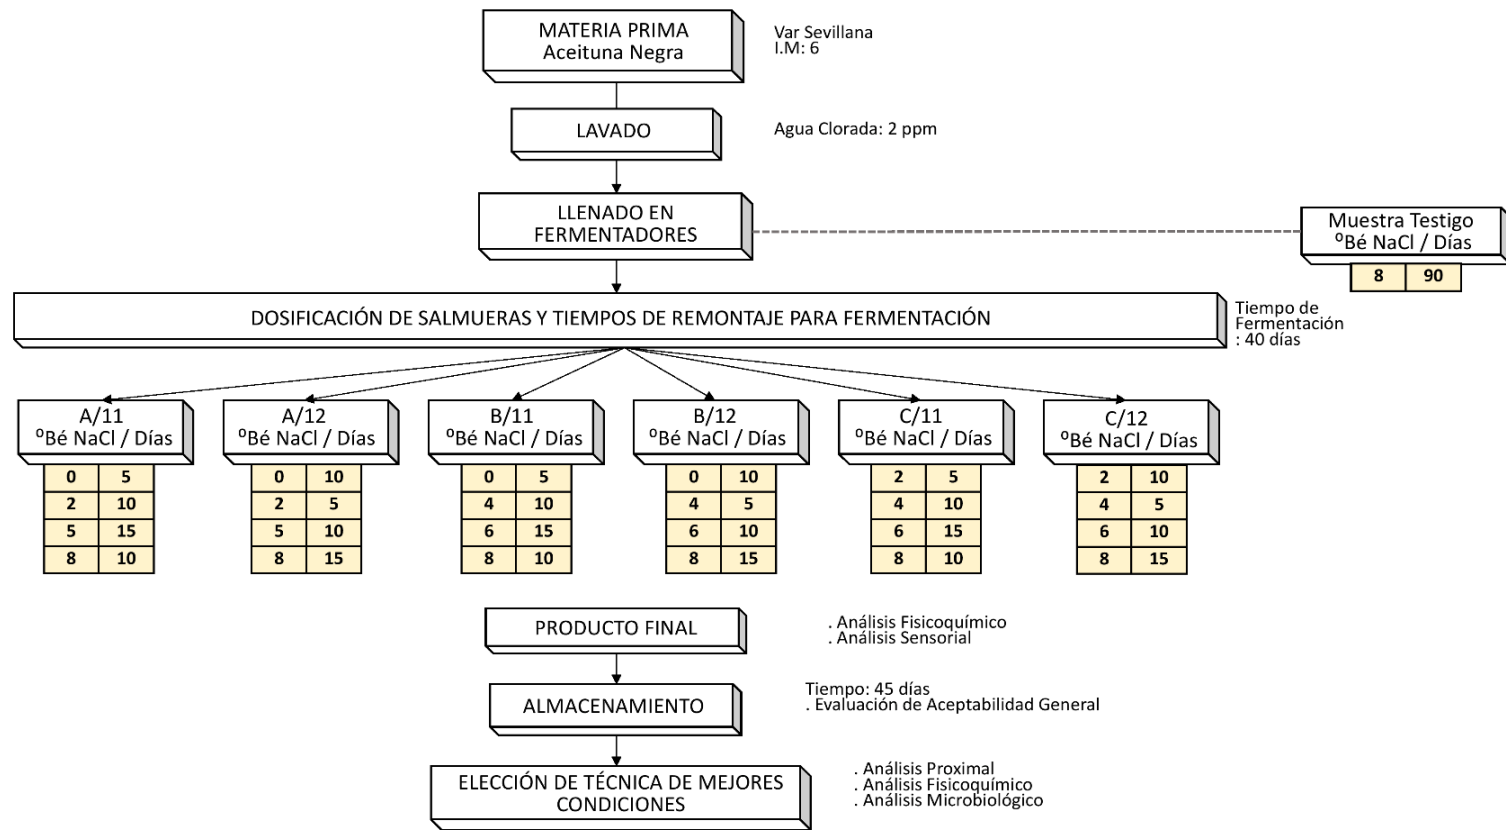 MATERIA PRIMA
Aceituna Negra
Var Sevillana
I.M: 6
LAVADO
Agua Clorada: 2 ppm
LLENADO EN
FERMENTADORES
Muestra Testigo
ºBé NaCl / Días
8 90
DOSIFICACIÓN DE SALMUERAS Y TIEMPOS DE REMONTAJE PARA FERMENTACIÓN
Tiempo de
Fermentación
: 40 días
A/11
ºBé NaCl / Días
0 5
2 10
5 15
8 10
A/12
ºBé NaCl / Días
0 10
2 5
5 10
8 15
B/11
ºBé NaCl / Días
0 5
4 10
6 15
8 10
B/12
ºBé NaCl / Días
0 10
4 5
6 10
8 15
C/11
ºBé NaCl / Días
2 5
4 10
6 15
8 10
C/12
ºBé NaCl / Días
2 10
4 5
6 10
8 15
PRODUCTO FINAL
. Análisis Fisicoquímico
. Análisis Sensorial
ALMACENAMIENTO
Tiempo: 45 días
. Evaluación de Aceptabilidad General
ELECCIÓN DE TÉCNICA DE MEJORES
CONDICIONES
. Análisis Proximal
. Análisis Fisicoquímico
. Análisis Microbiológico